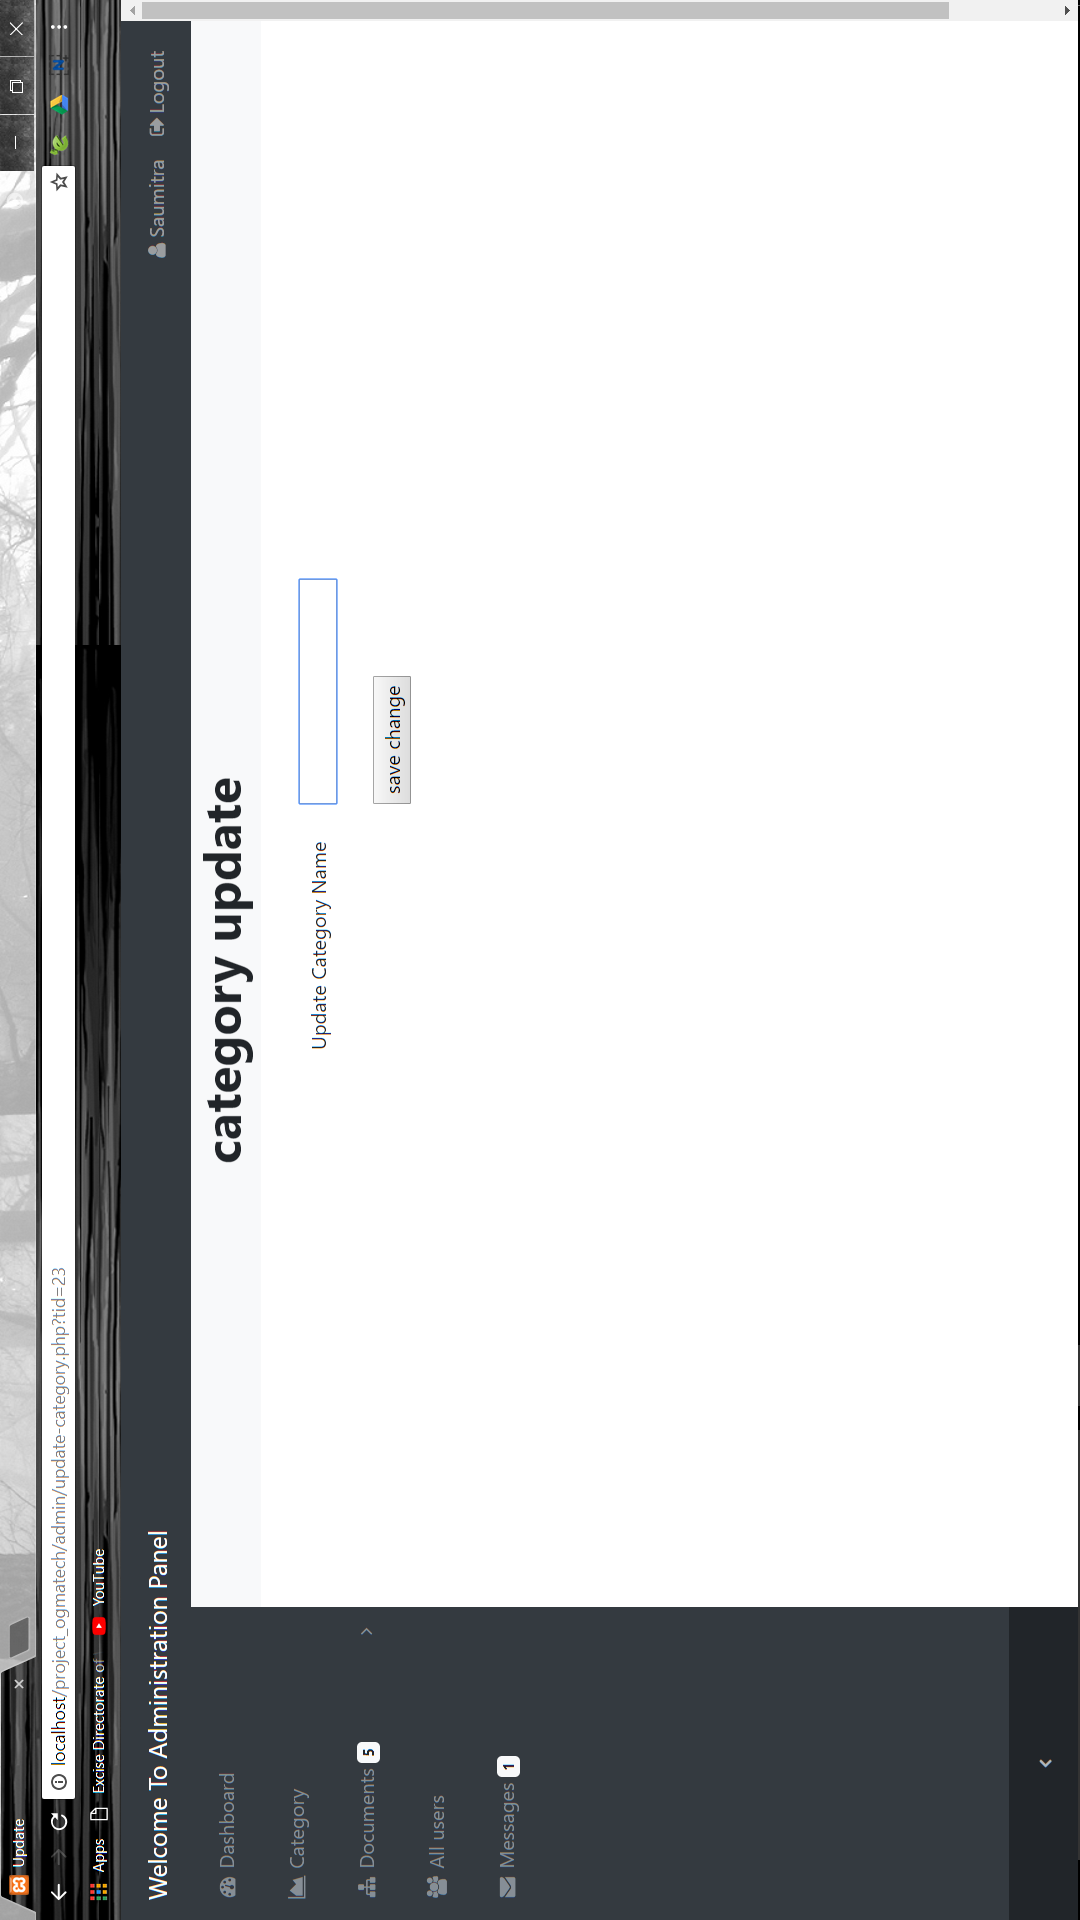 Update
localhost/project_ogmatech/admin/update-category.php?tid=23
Apps
Excise Directorate of
YouTube
Welcome To Administration Panel
Saumitra
Logout
Dashboard
Category
Documents 5
All users
Messages 1
category update
Update Category Name
save change